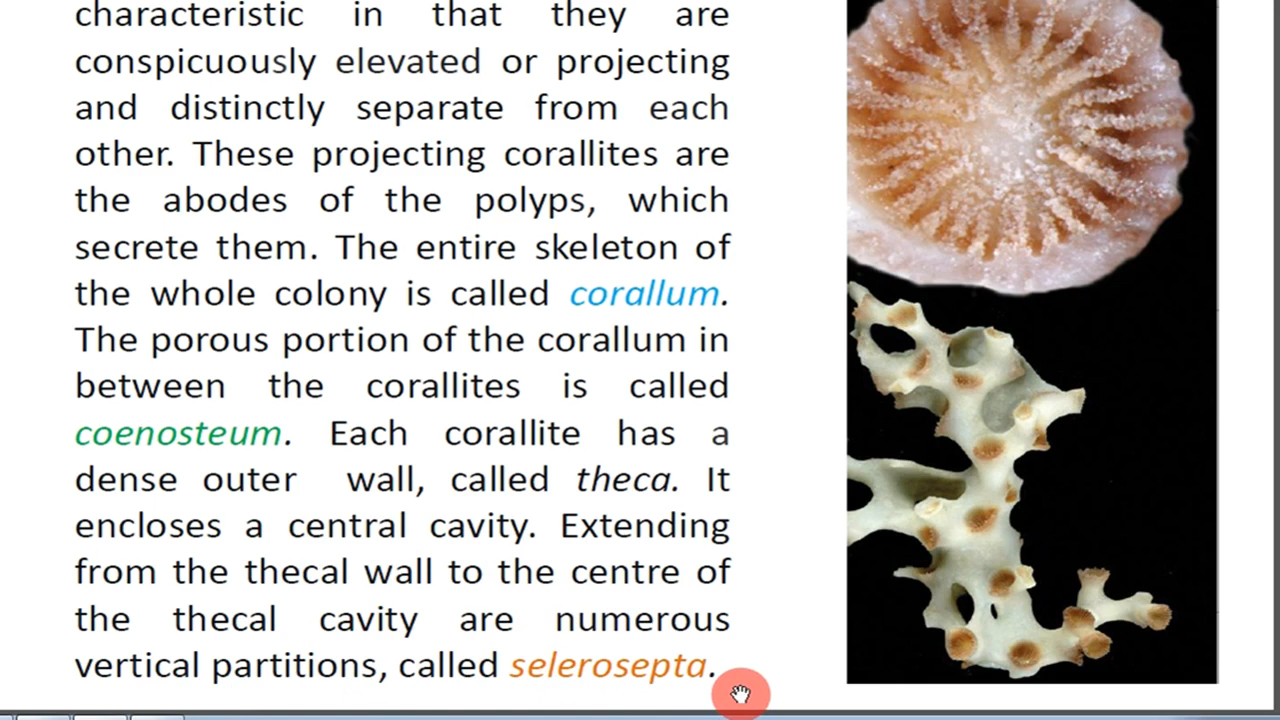 characteristic in that they are
conspicuously elevated or projecting
and distinctly separate from each
other. These projecting corallites are
the abodes of the polyps, which
secrete them. The entire skeleton of
the whole colony is called corallum.
The porous portion of the corallum in
between the corallites is called
coenosteum. Each corallite has a
dense outer wall, called theca. It
encloses a central cavity. Extending
from the thecal wall to the centre of
the thecal cavity are numerous
vertical partitions, called selerosepta.